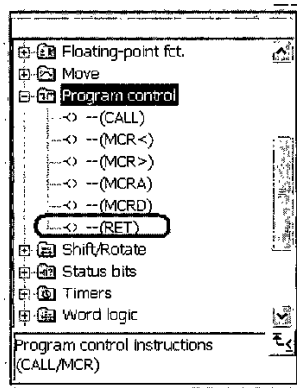 Floating-point fct.
Move
Program control
--(CALL)
--(MCR<)
--(MCR>)
--(MCRA)
--(MCRD)
--(RET)
Shift/Rotate
Status bits
Timers
Word logic
Program control instructions
(CALL/MCR)